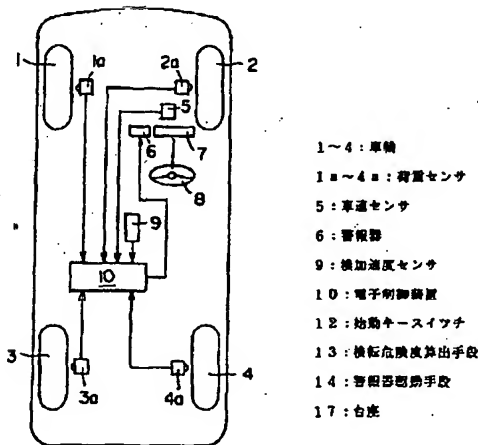 1
1a
2a
2
5
6
7
8
9
10
3
3a
4a
4
1～4：車輪
1a～4a：荷重センサ
5：車速センサ
6：警報器
9：横加速度センサ
10：電子制御装置
12：始動キースイッチ
13：横転危険度算出手段
14：警報器駆動手段
17：台座